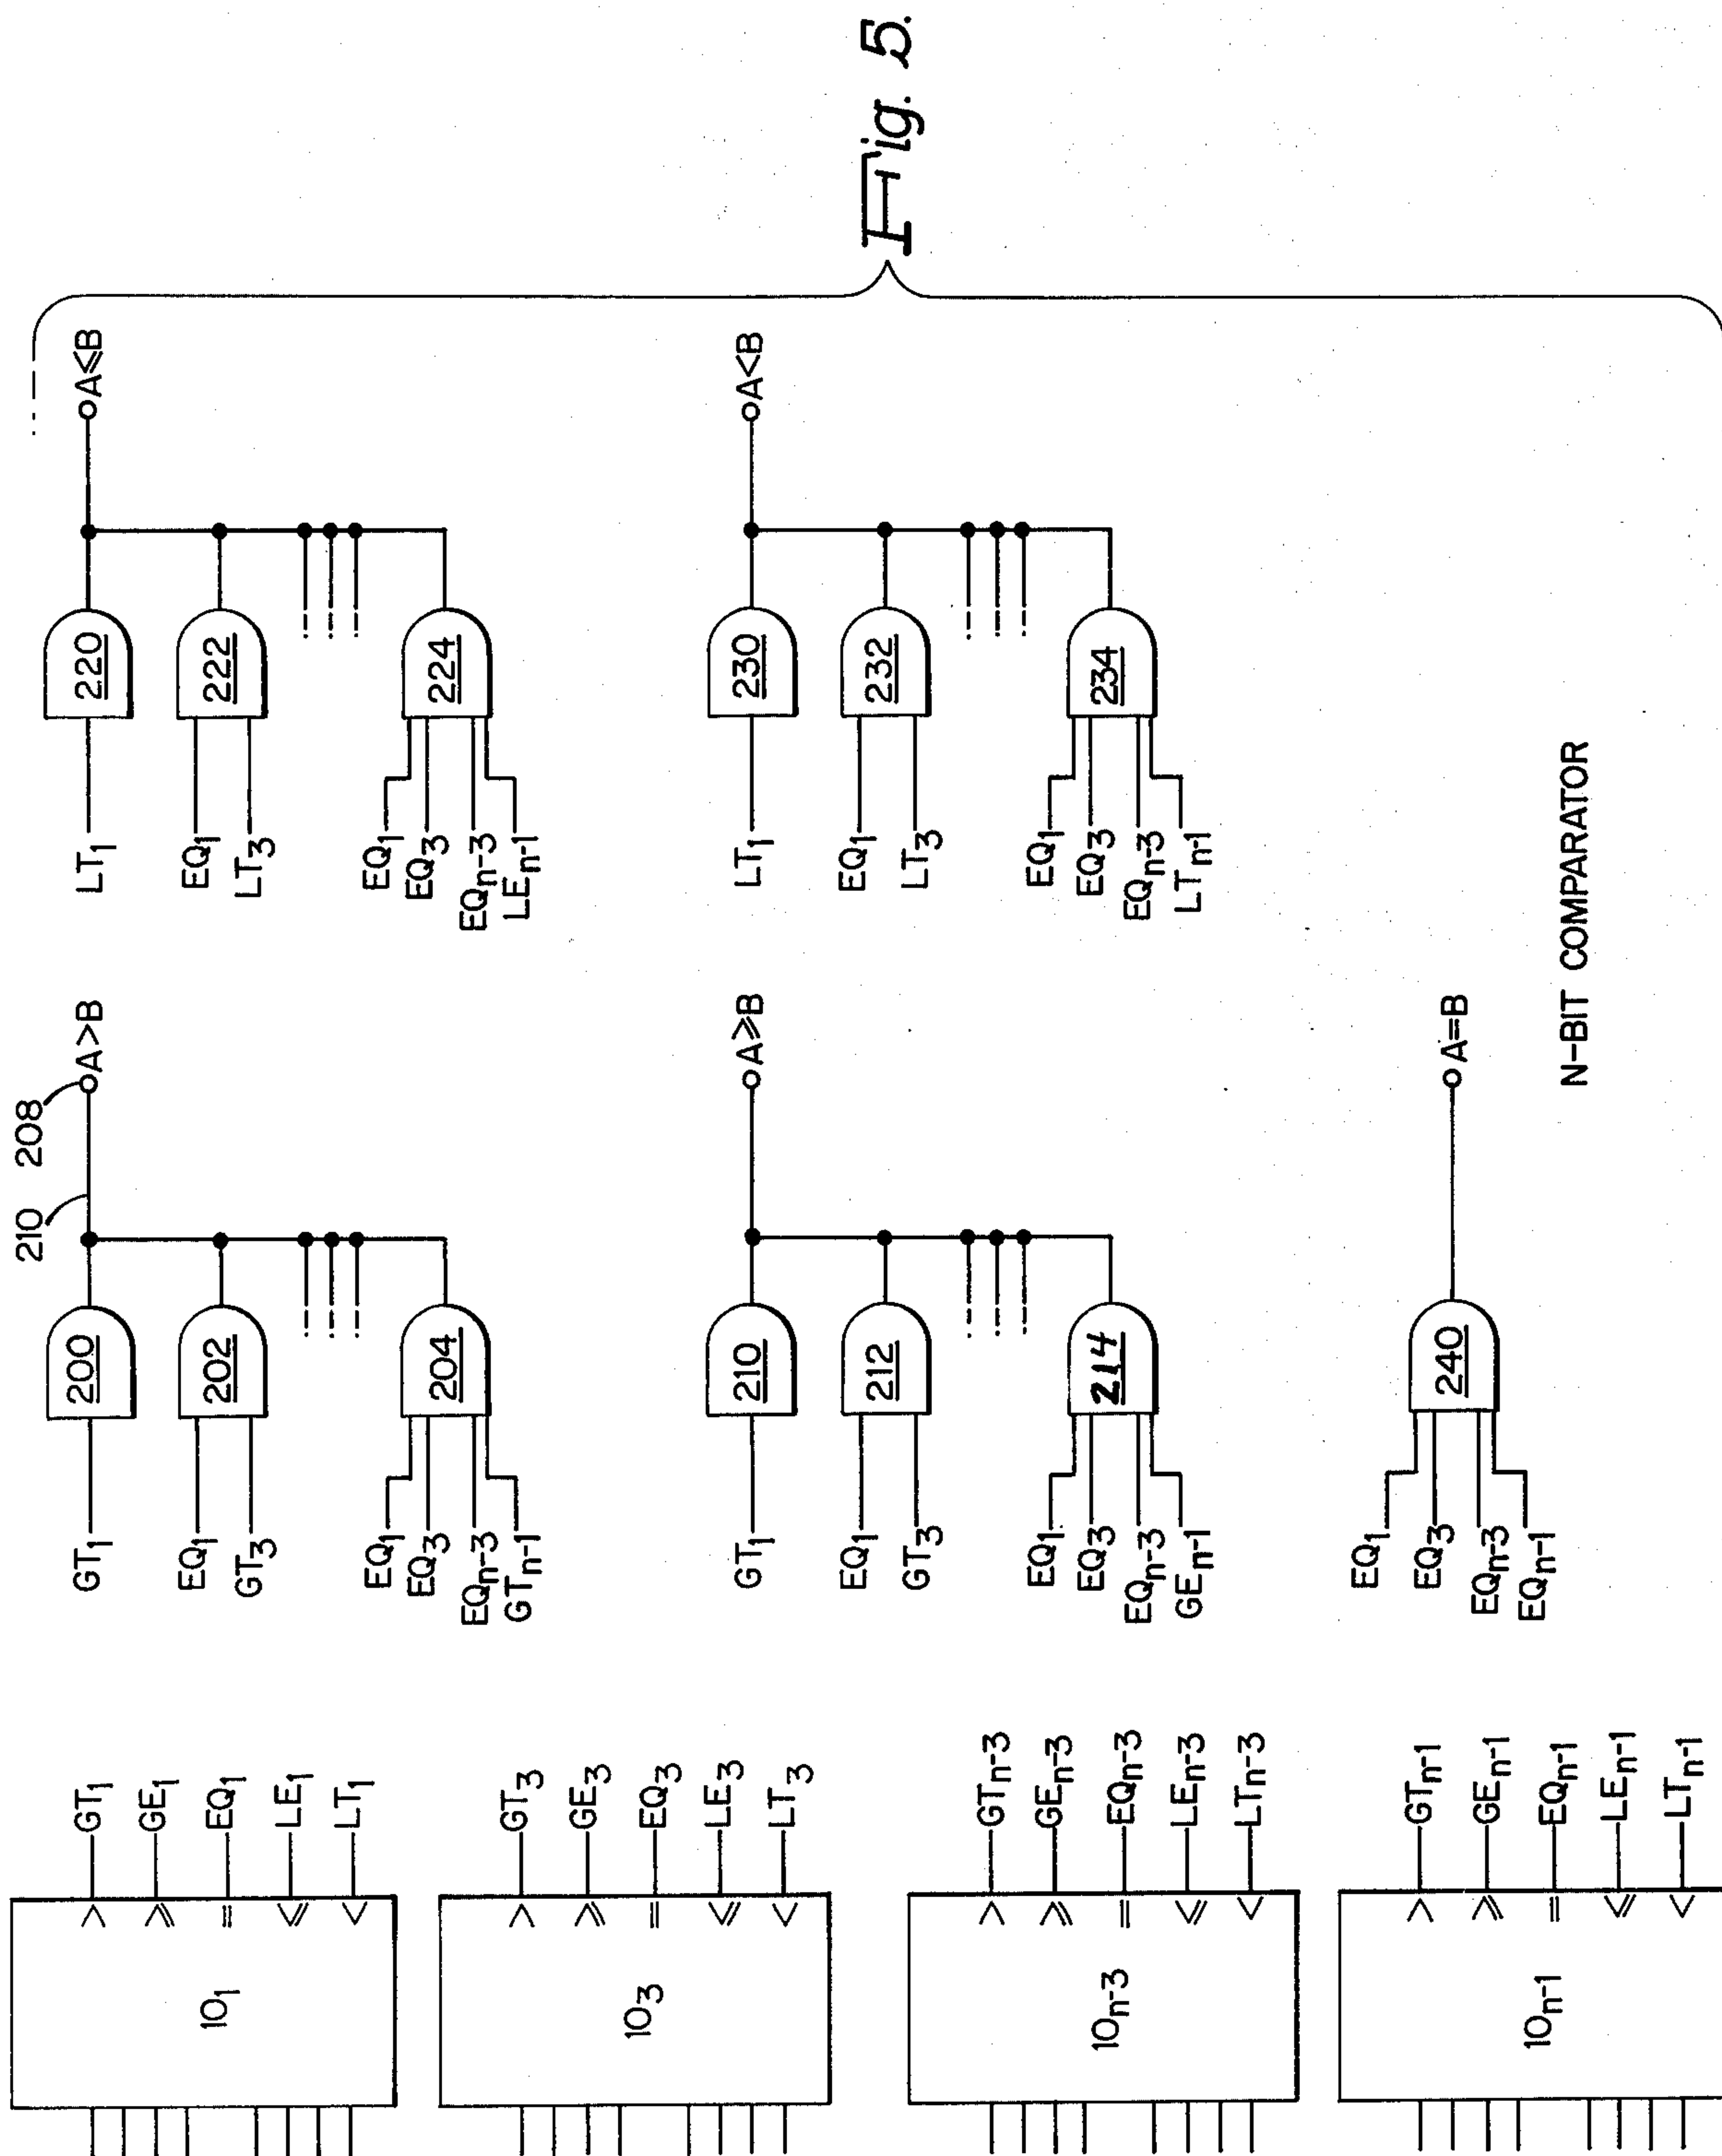 10₁
>
GT₁
≥
GE₁
=
EQ₁
≤
LE₁
<
LT₁
10₃
>
GT₃
≥
GE₃
=
EQ₃
≤
LE₃
<
LT₃
10n-3
>
GTn-3
≥
GEn-3
=
EQn-3
≤
LEn-3
<
LTn-3
10n-1
>
GTn-1
≥
GEn-1
=
EQn-1
≤
LEn-1
<
LTn-1
GT₁
200
210
208
A>B
EQ₁
GT₃
202
EQ₁
EQ₃
EQn-3
GTn-1
204
GT₁
210
A≥B
EQ₁
GT₃
212
EQ₁
EQ₃
EQn-3
GEn-1
214
EQ₁
EQ₃
EQn-3
EQn-1
240
A=B
LT₁
220
A≤B
EQ₁
LT₃
222
EQ₁
EQ₃
EQn-3
LEn-1
224
LT₁
230
A<B
EQ₁
LT₃
232
EQ₁
EQ₃
EQn-3
LTn-1
234
N-BIT COMPARATOR
Fig. 5.